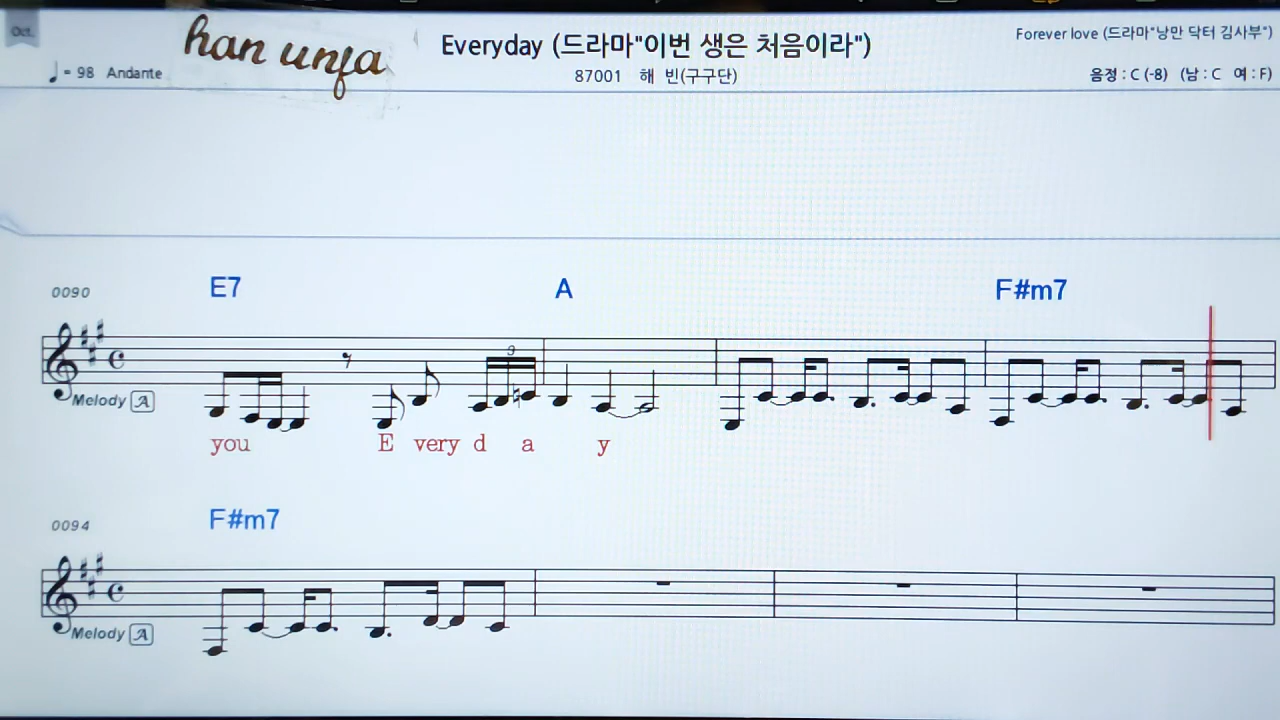 Oct.
han unfa
Everyday (드라마"이번 생은 처음이라")
Forever love (드라마"낭만 닥터 김사부")
♩ = 98 Andante
87001 해 빈(구구단)
음정 : C (-8) (남 : C 여 : F)
0090
E7 A F#m7
3
Melody A
you E very d a y
0094
F#m7
Melody A